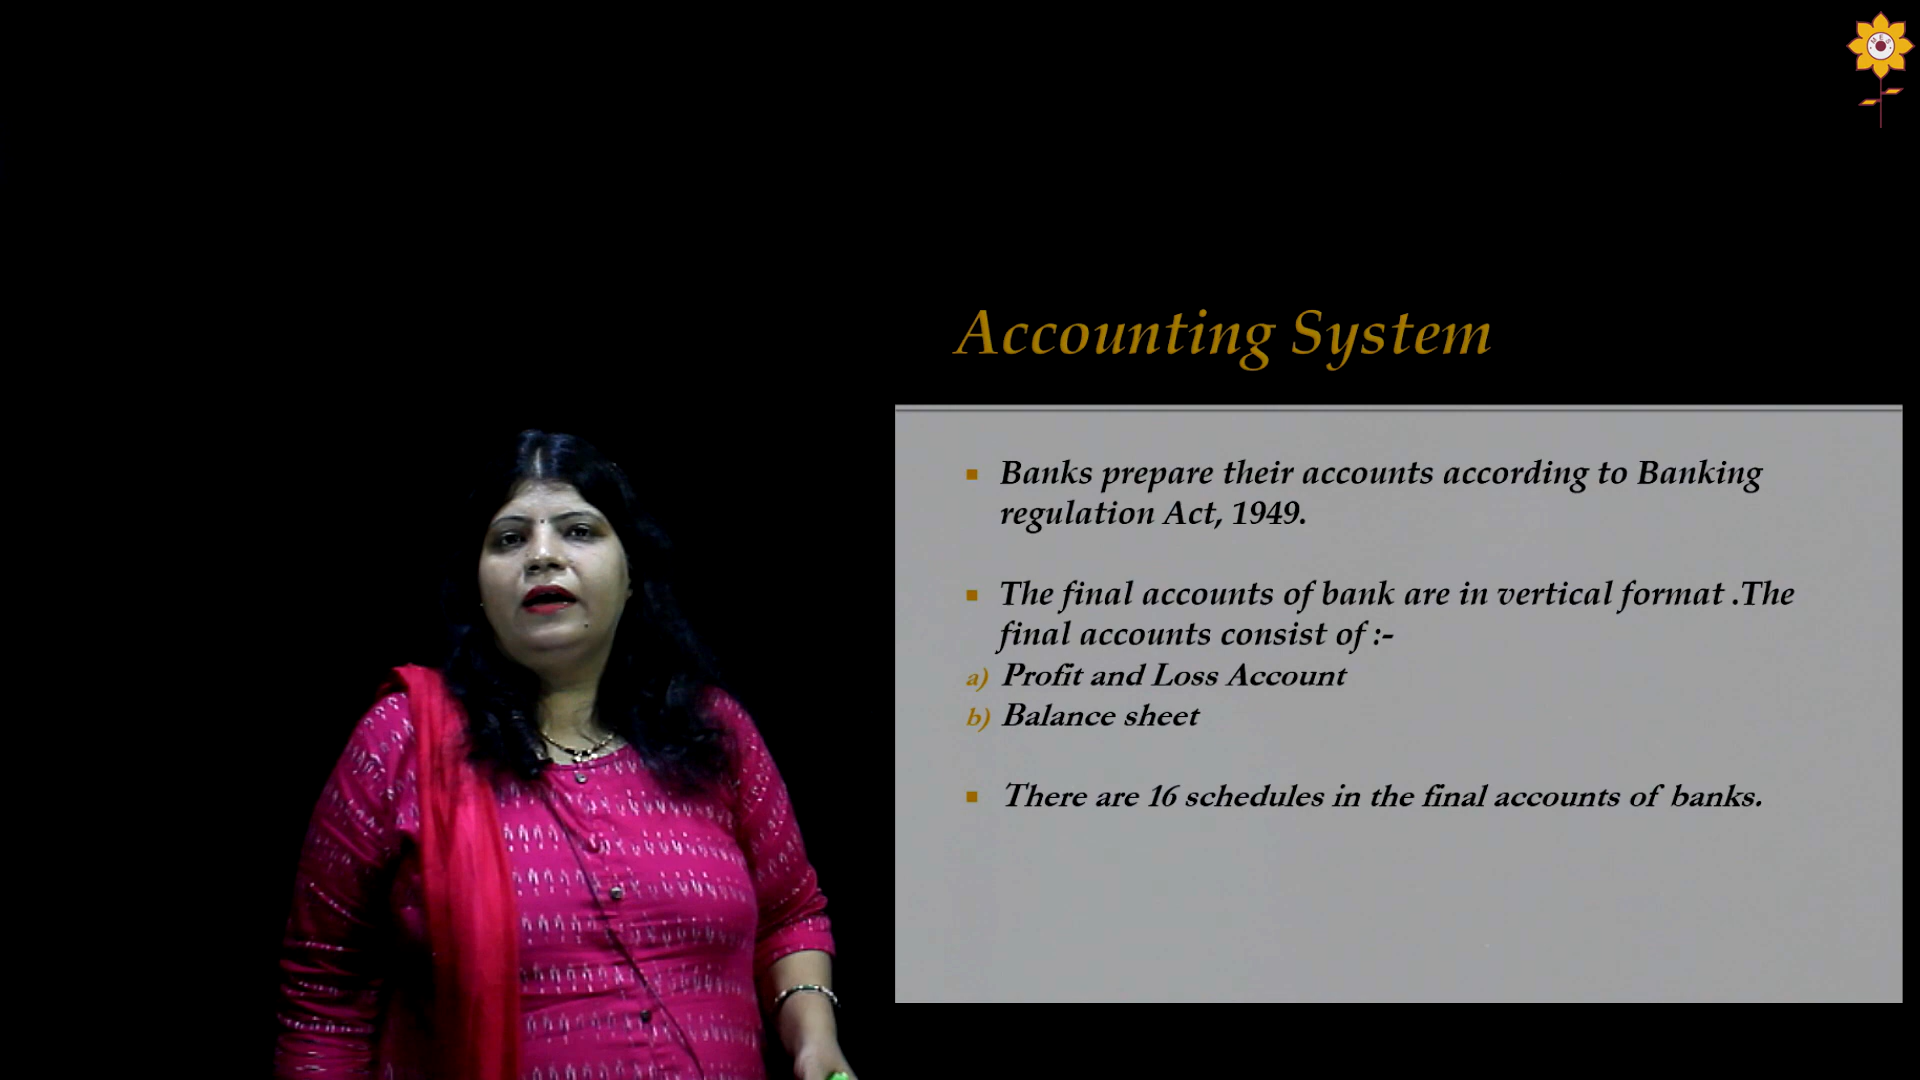 Accounting System
Banks prepare their accounts according to Banking
regulation Act, 1949.
The final accounts of bank are in vertical format .The
final accounts consist of :-
a) Profit and Loss Account
b) Balance sheet
There are 16 schedules in the final accounts of banks.